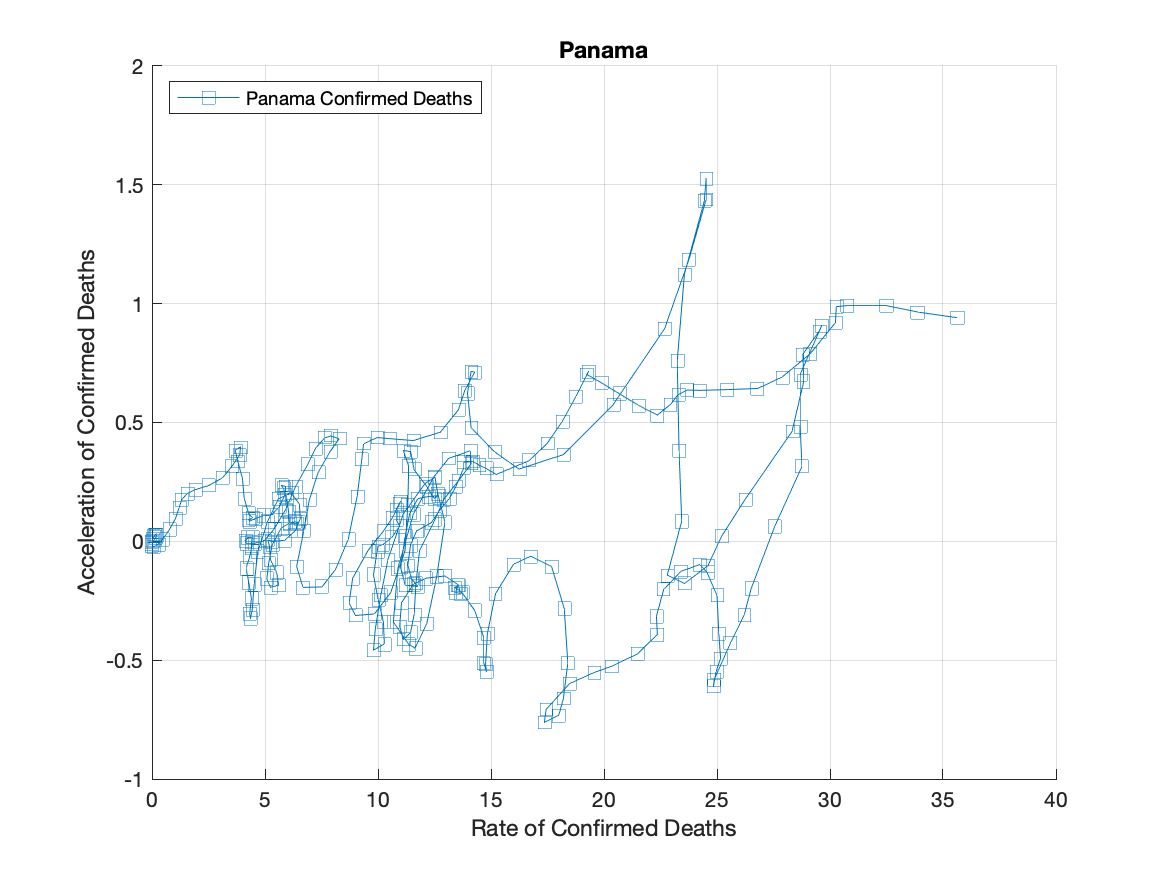 Panama
Panama Confirmed Deaths
Acceleration of Confirmed Deaths
2
1.5
1
0.5
0
-0.5
-1
0 5 10 15 20 25 30 35 40
Rate of Confirmed Deaths